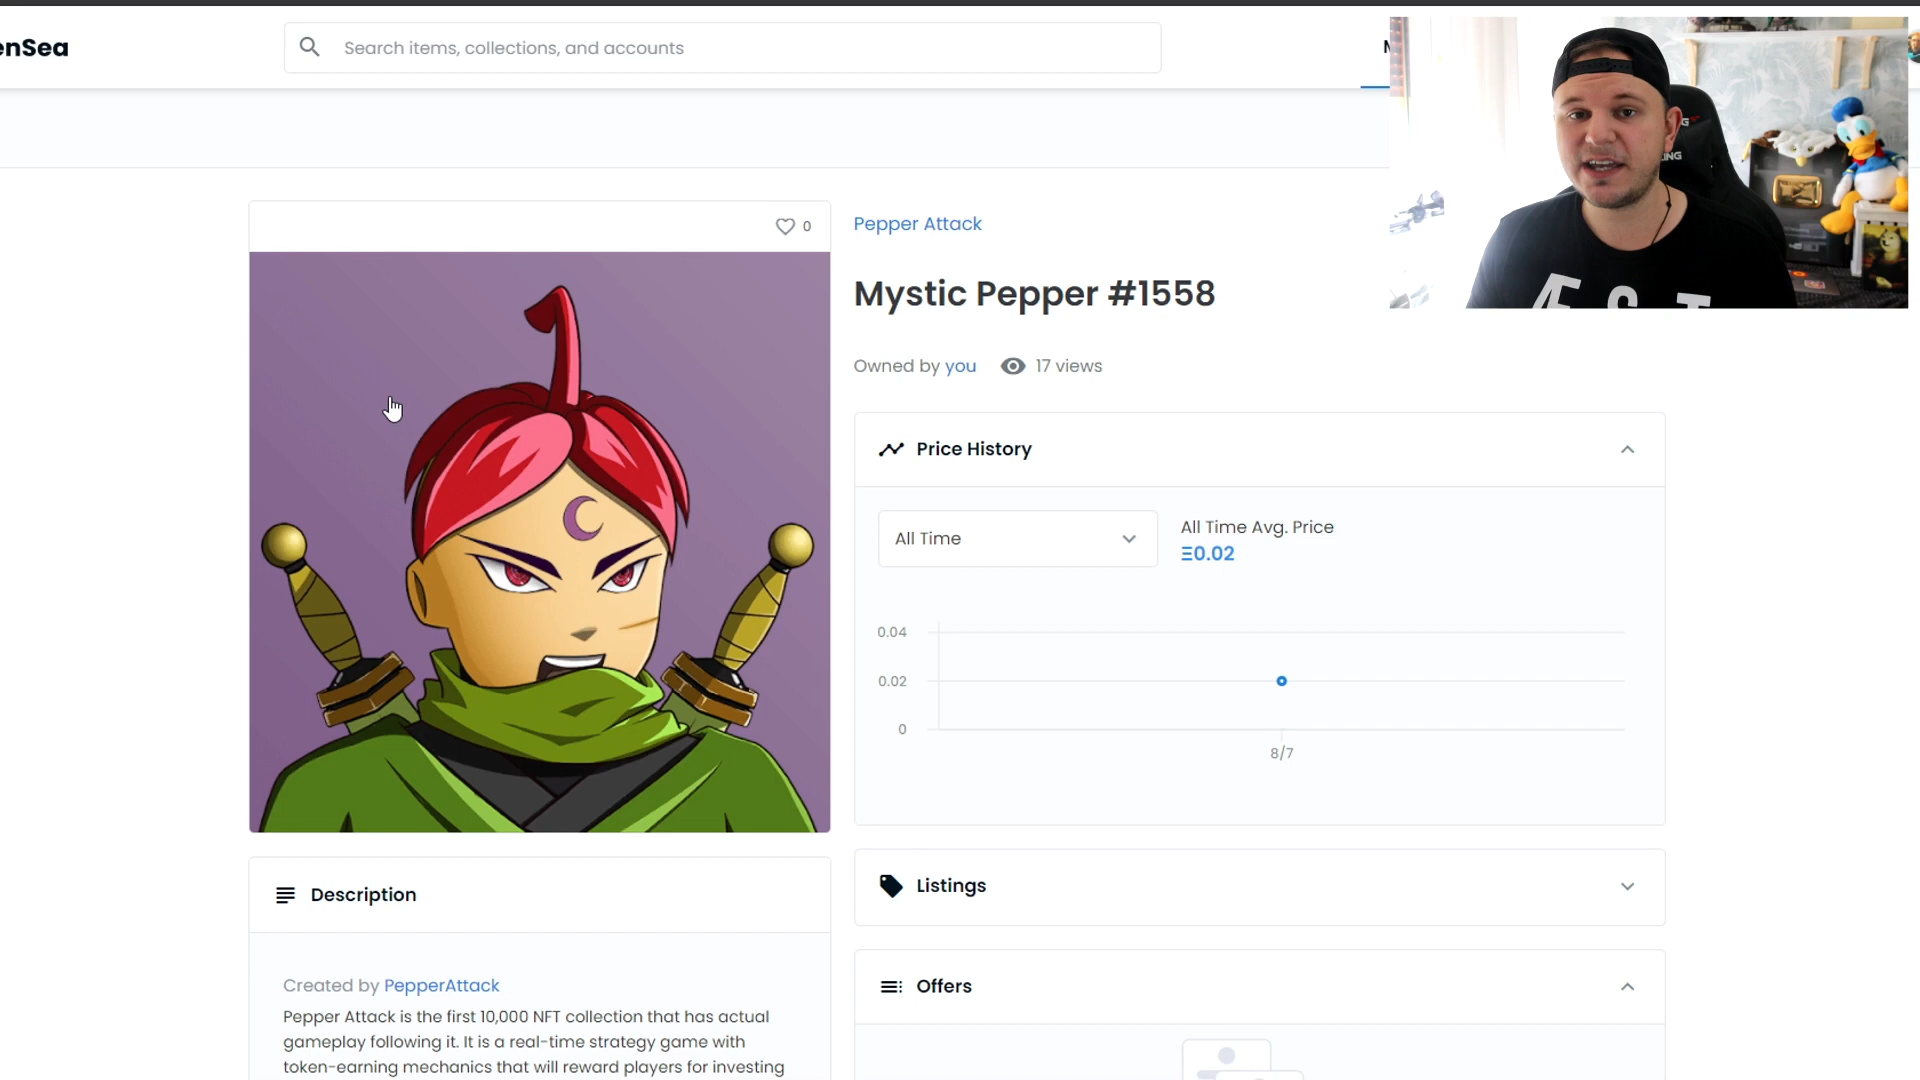 enSea
Search items, collections, and accounts
0
Pepper Attack
Mystic Pepper #1558
Owned by you
17 views
Price History
All Time
All Time Avg. Price
Ξ0.02
0.04
0.02
0
8/7
Listings
Offers
Description
Created by PepperAttack
Pepper Attack is the first 10,000 NFT collection that has actual
gameplay following it. It is a real-time strategy game with
token-earning mechanics that will reward players for investing
ÆST